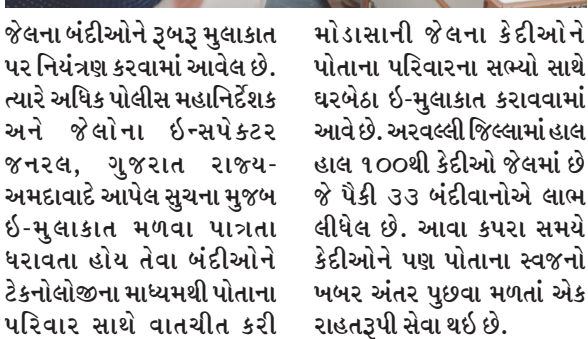 જેલના બંદીઓને રૂબરૂ મુલાકાત
પર નિયંત્રણ કરવામાં આવેલ છે.
ત્યારે અધિક પોલીસ મહાનિર્દેશક
અને જેલોના ઇન્સપેક્ટર
જનરલ, ગુજરાત રાજ્ય-
અમદાવાદે આપેલ સુચના મુજબ
ઇ-મુલાકાત મળવા પાત્રતા
ધરાવતા હોય તેવા બંદીઓને
ટેકનોલોજીના માધ્યમથી પોતાના
પરિવાર સાથે વાતચીત કરી
મોડાસાની જેલના કેદીઓને
પોતાના પરિવારના સભ્યો સાથે
ઘરબેઠા ઇ-મુલાકાત કરાવવામાં
આવે છે. અરવલ્લી જિલ્લામાં હાલ
હાલ ૧૦૦થી કેદીઓ જેલમાં છે
જે પૈકી ૩૩ બંદીવાનોએ લાભ
લીધેલ છે. આવા કપરા સમયે
કેદીઓને પણ પોતાના સ્વજનો
ખબર અંતર પુછવા મળતાં એક
રાહતરૂપી સેવા થઇ છે.